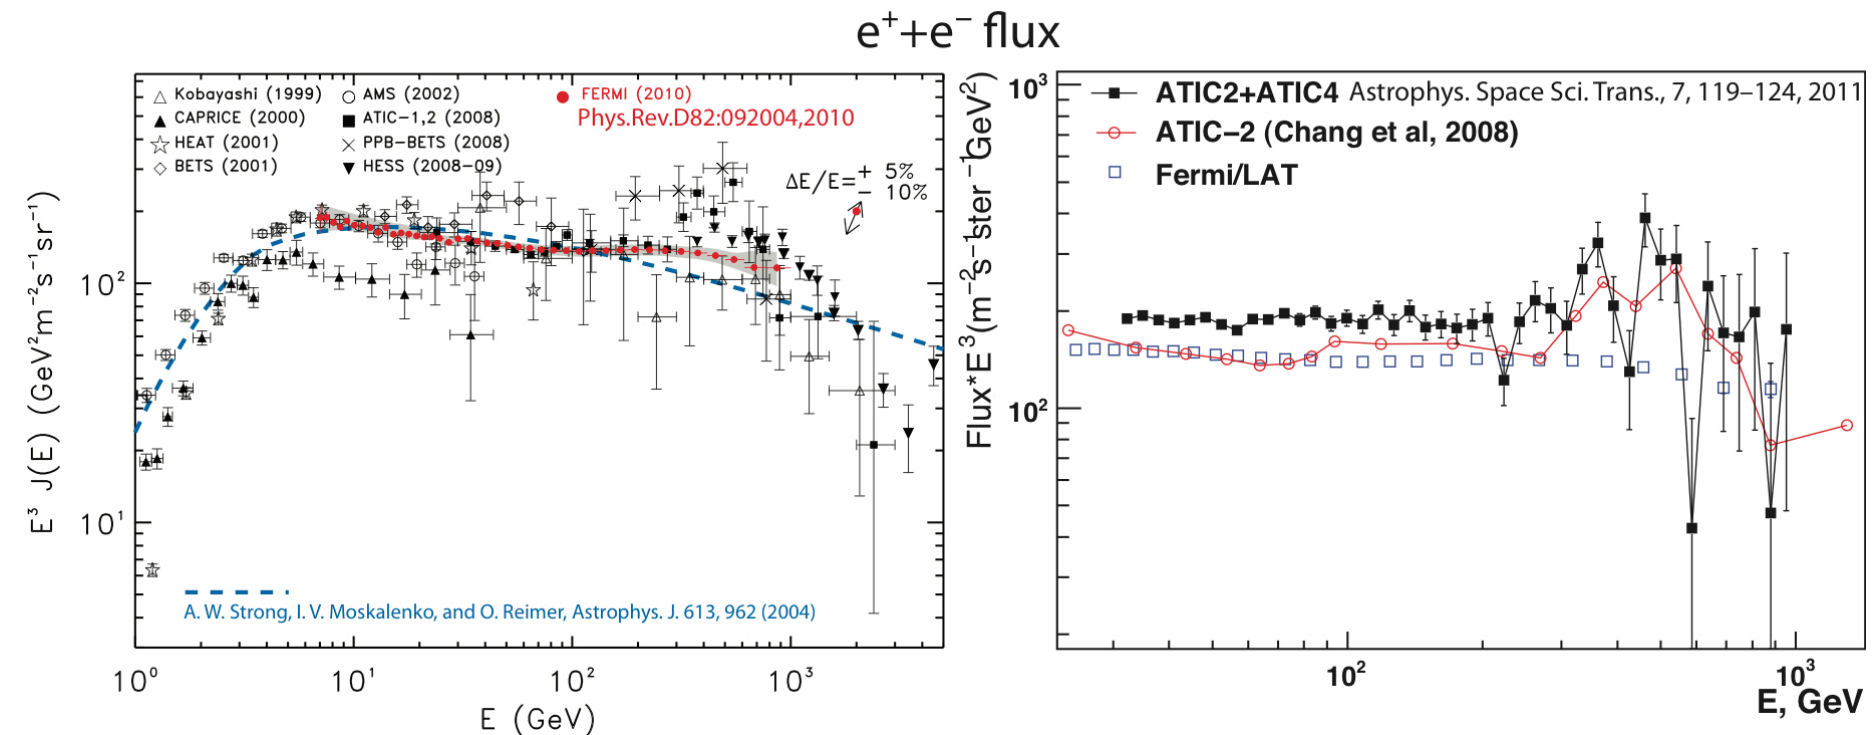 e⁺+e⁻ flux
Kobayashi (1999)
CAPRICE (2000)
HEAT (2001)
BETS (2001)
AMS (2002)
ATIC-1,2 (2008)
PPB-BETS (2008)
HESS (2008-09)
FERMI (2010)
Phys.Rev.D82:092004,2010
ΔE/E=+ 5%
− 10%
E³ J(E) (GeV²m⁻²s⁻¹sr⁻¹)
10²
10¹
A. W. Strong, I. V. Moskalenko, and O. Reimer, Astrophys. J. 613, 962 (2004)
10⁰ 10¹ 10² 10³
E (GeV)
Flux*E³(m⁻²s⁻¹ster⁻¹GeV²)
10³
10²
ATIC2+ATIC4 Astrophys. Space Sci. Trans., 7, 119–124, 2011
ATIC−2 (Chang et al, 2008)
Fermi/LAT
10² 10³
E, GeV